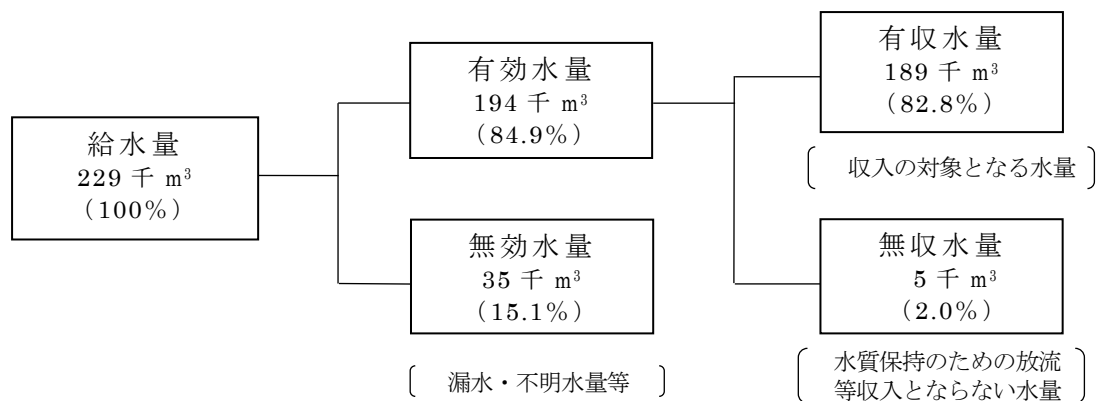 給水量
229 千 m³
（100%）
有効水量
194 千 m³
(84.9%)
無効水量
35 千 m³
(15.1%)
〔 漏水・不明水量等 〕
有収水量
189 千 m³
(82.8%)
〔 収入の対象となる水量 〕
無収水量
5 千 m³
(2.0%)
〔 水質保持のための放流
等収入とならない水量 〕